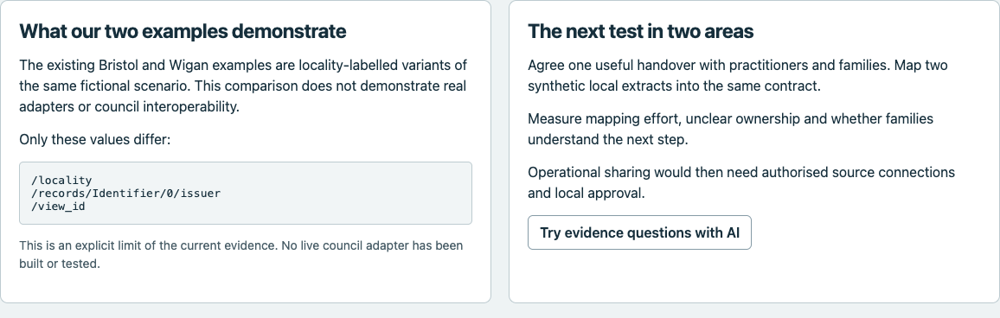 What our two examples demonstrate
The existing Bristol and Wigan examples are locality-labelled variants of
the same fictional scenario. This comparison does not demonstrate real
adapters or council interoperability.
Only these values differ:
/locality
/records/Identifier/0/issuer
/view_id
This is an explicit limit of the current evidence. No live council adapter has been
built or tested.
The next test in two areas
Agree one useful handover with practitioners and families. Map two
synthetic local extracts into the same contract.
Measure mapping effort, unclear ownership and whether families
understand the next step.
Operational sharing would then need authorised source connections
and local approval.
Try evidence questions with AI